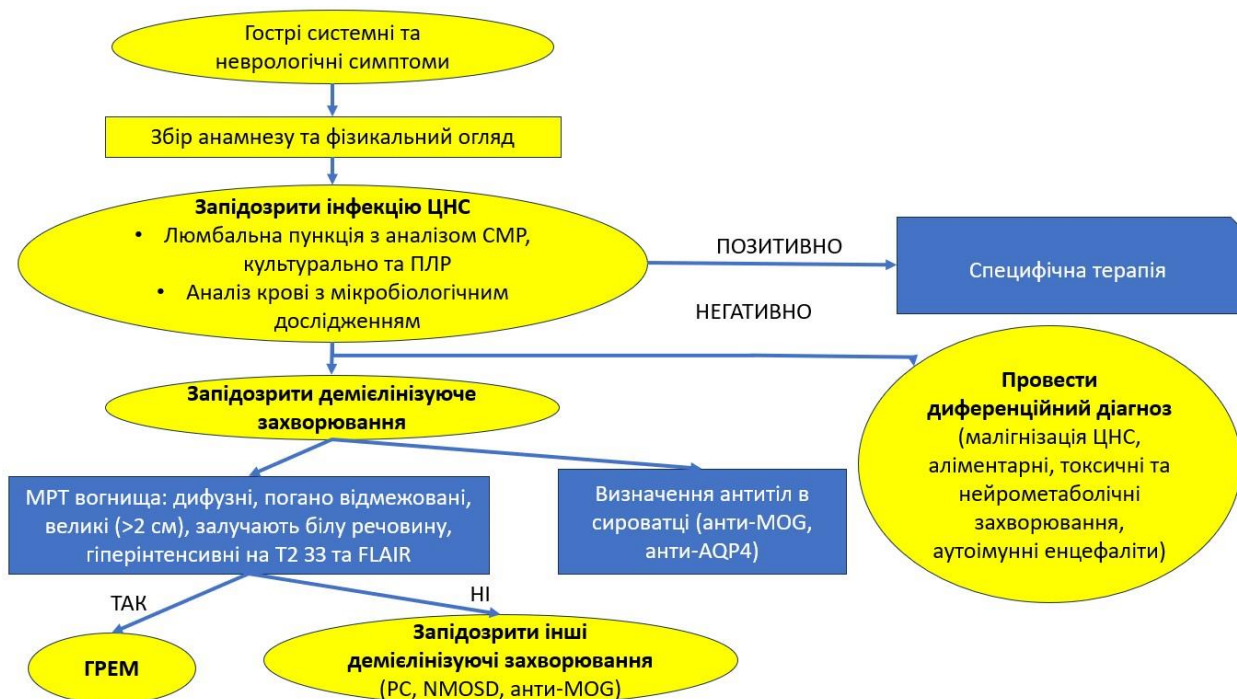 Гострі системні та
неврологічні симптоми
Збір анамнезу та фізикальний огляд
Запідозрити інфекцію ЦНС
• Люмбальна пункція з аналізом СМР,
культурально та ПЛР
• Аналіз крові з мікробіологічним
дослідженням
ПОЗИТИВНО
Специфічна терапія
НЕГАТИВНО
Запідозрити демієлінізуюче
захворювання
Провести
диференційний діагноз
(малігнізація ЦНС,
аліментарні, токсичні та
нейрометаболічні
захворювання,
аутоімунні енцефаліти)
МРТ вогнища: дифузні, погано відмежовані,
великі (>2 см), залучають білу речовину,
гіперінтенсивні на Т2 ЗЗ та FLAIR
Визначення антитіл в
сироватці (анти-MOG,
анти-AQP4)
ТАК
НІ
ГРЕМ
Запідозрити інші
демієлінізуючі захворювання
(РС, NMOSD, анти-MOG)